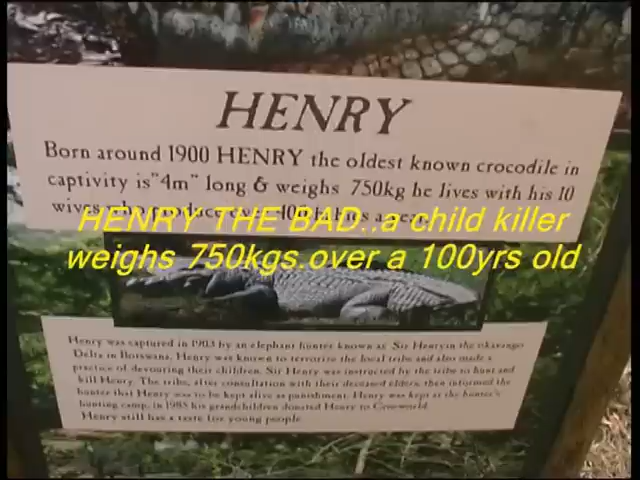 HENRY
Born around 1900 HENRY the oldest known crocodile in
captivity is"4m" long & weighs 750kg he lives with his 10
wives who produce a year
HENRY THE BAD..a child killer
weighs 750kgs.over a 100yrs old
Henry was captured in 1903 by an elephant hunter known as Sir Henry in the okavango
Delta in Botswana. Henry was known to terrorize the local tribe and also made a
practice of devouring their children. Sir Henry was instructed by the tribe to hunt and
kill Henry. The tribe, after consultation with their deceased elders, then informed the
hunter that Henry was to be kept alive as punishment. Henry was kept at the hunter's
hunting camp, in 1985 his grandchildren donated Henry to Crocworld.
Henry still has a taste for young people